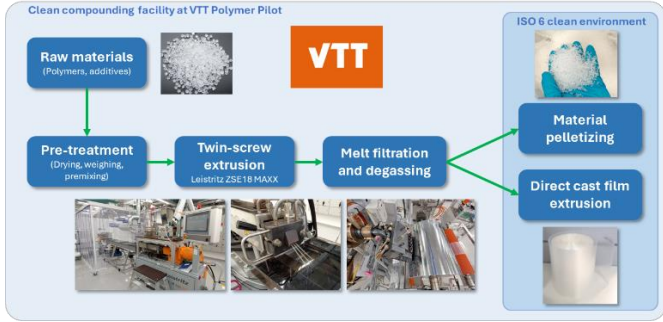 Clean compounding facility at VTT Polymer Pilot
ISO 6 clean environment
Raw materials
(Polymers, additives)
VTT
Pre-treatment
(Drying, weighing,
premixing)
Twin-screw
extrusion
Leistritz ZSE18 MAXX
Melt filtration
and degassing
Material
pelletizing
Direct cast film
extrusion